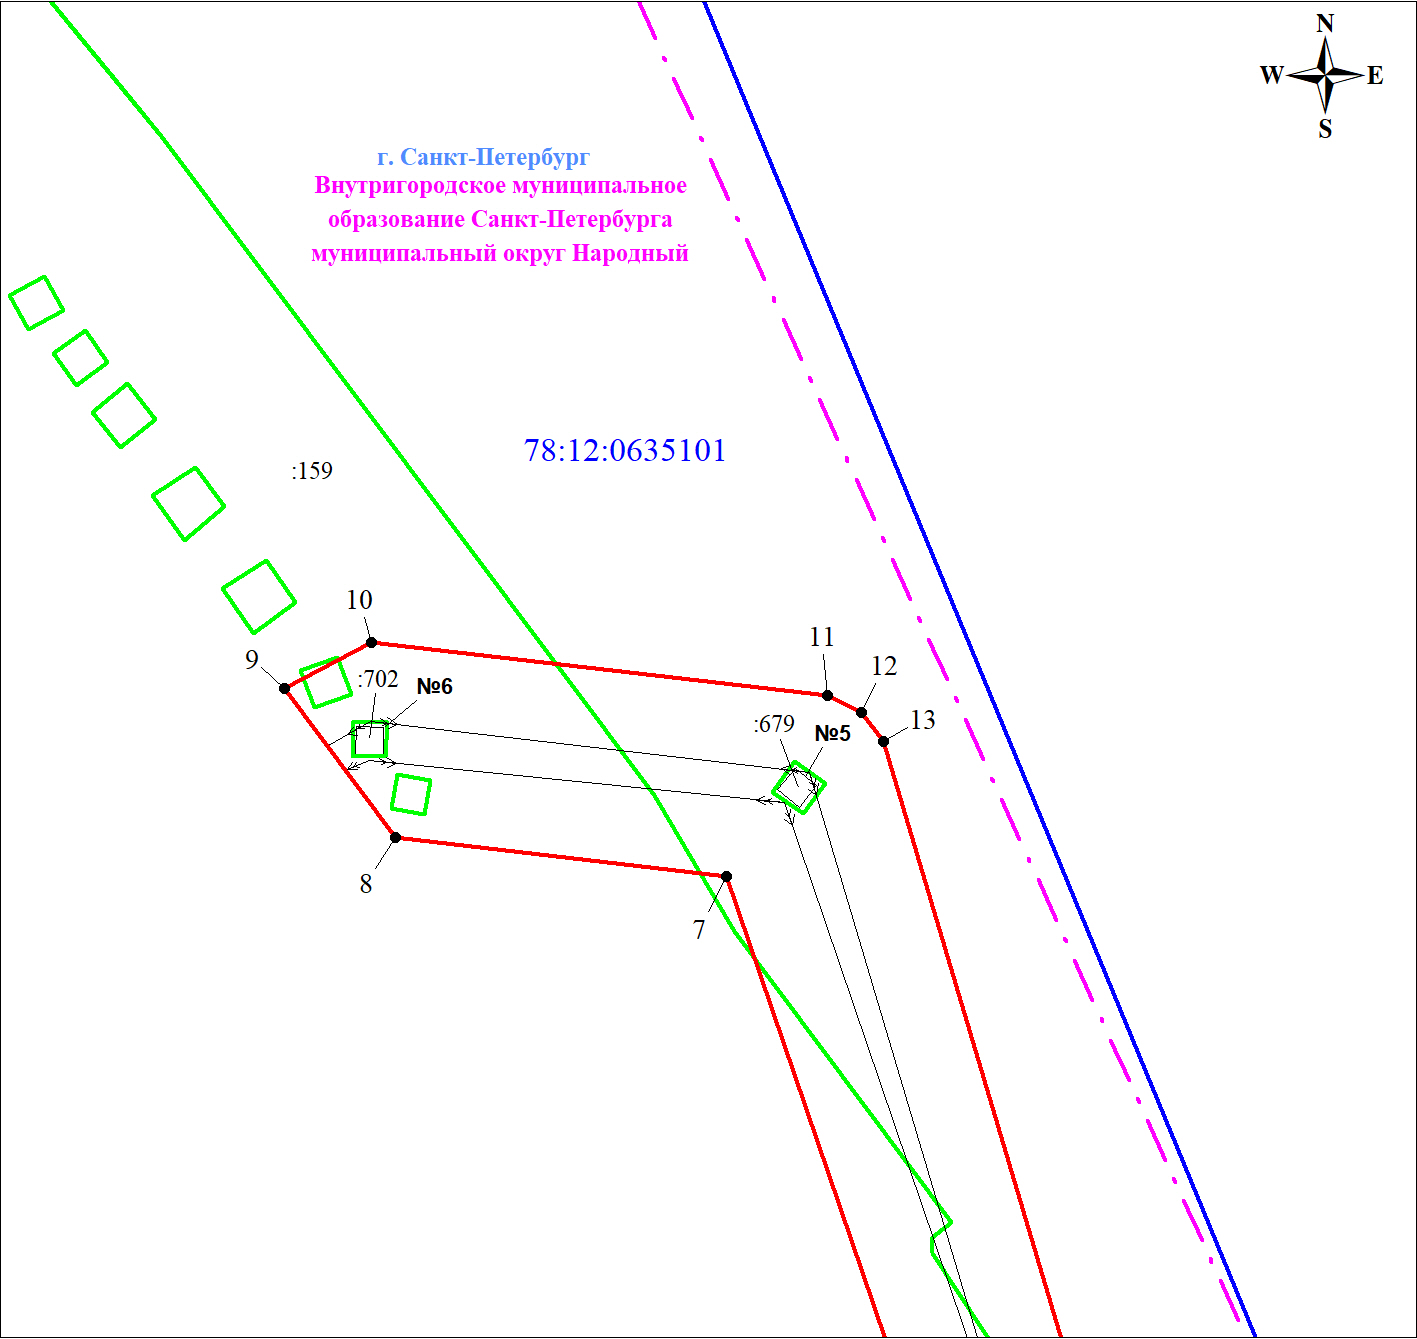 N
W E
S
г. Санкт-Петербург
Внутригородское муниципальное
образование Санкт-Петербурга
муниципальный округ Народный
78:12:0635101
:159
10
11
9
12
:702
№6
13
:679
№5
8
7